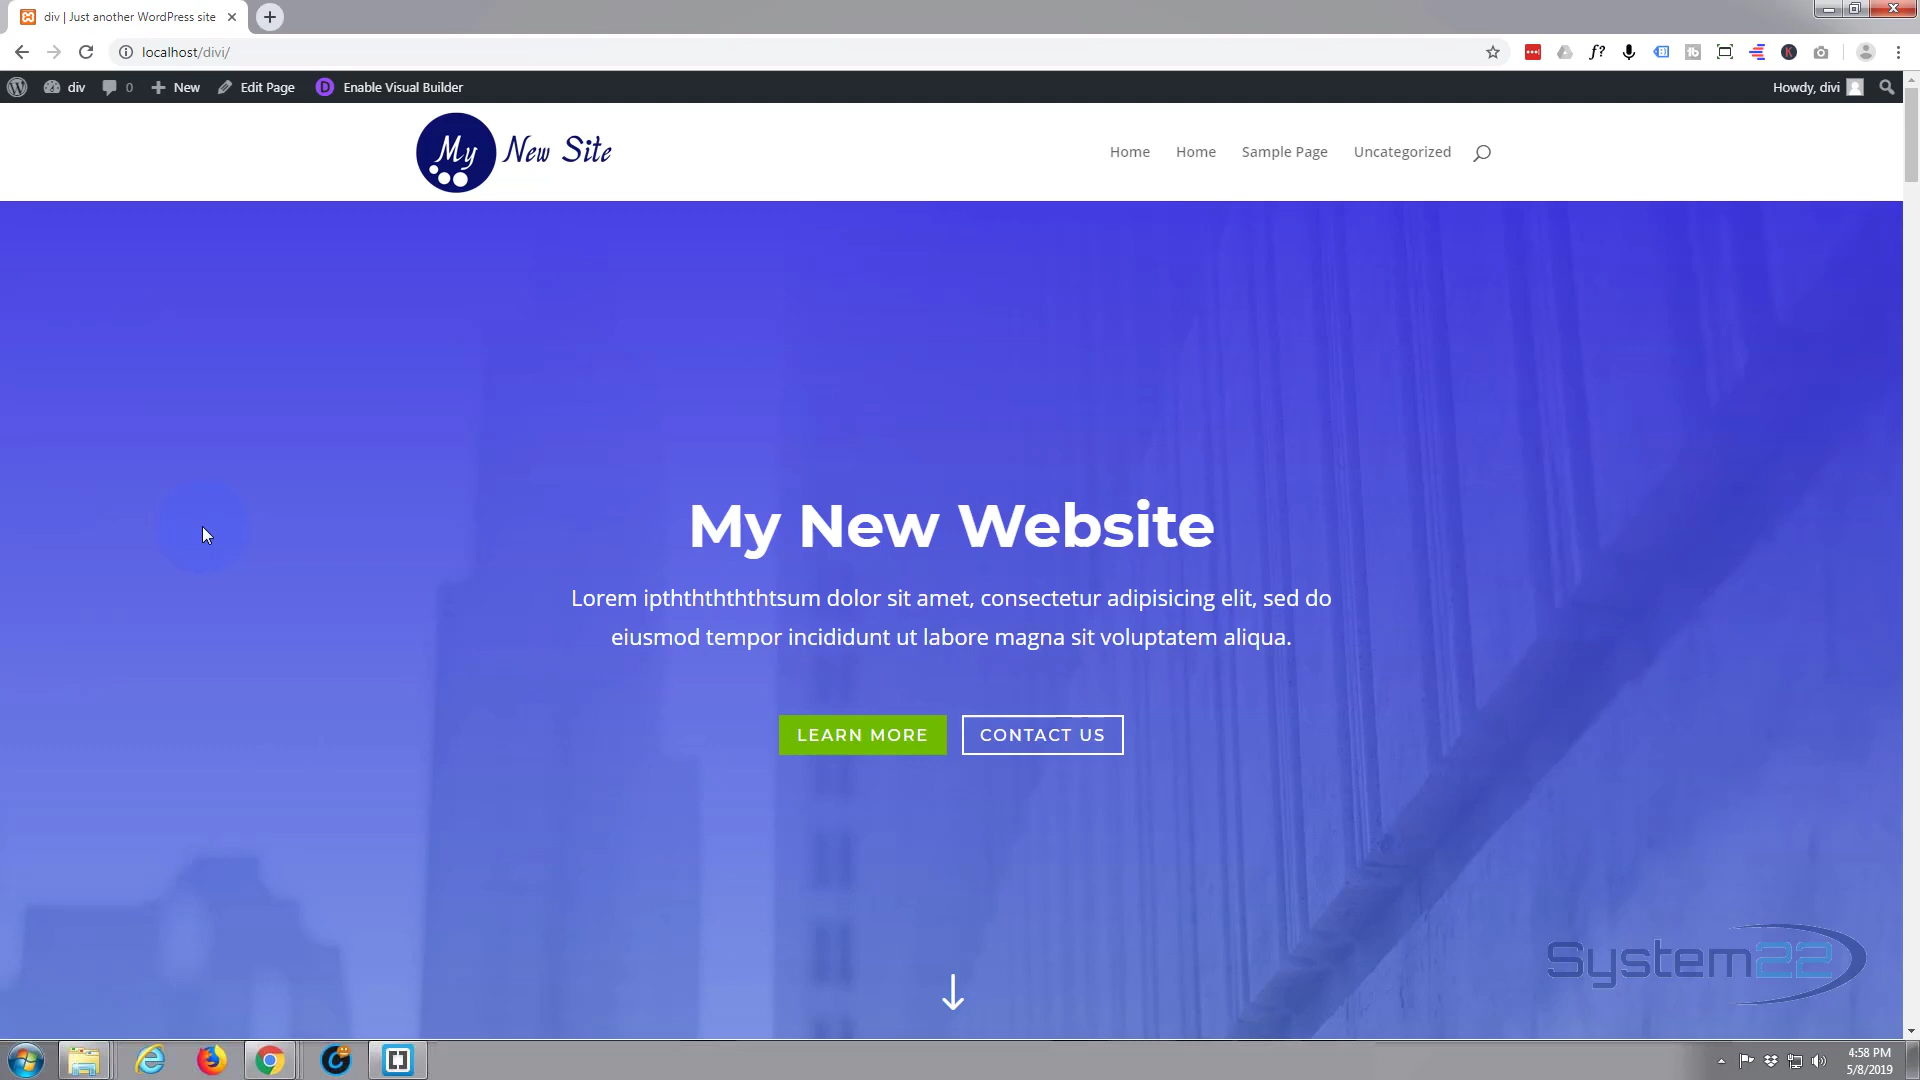 div | Just another WordPress site
localhost/divi/
div 0 New Edit Page D Enable Visual Builder Howdy, divi
My New Site
Home Home Sample Page Uncategorized
My New Website
Lorem ipthththththtsum dolor sit amet, consectetur adipisicing elit, sed do
eiusmod tempor incididunt ut labore magna sit voluptatem aliqua.
LEARN MORE CONTACT US
System22
4:58 PM
5/8/2019